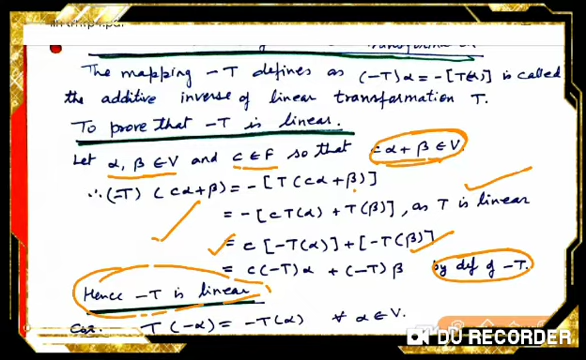 The mapping -T defines as (-T)α = -[T(α)] is called
the additive inverse of linear transformation T.
To prove that -T is linear.
Let α, β ∈ V and c ∈ F so that cα + β ∈ V.
∴ (-T) (cα+β) = -[T(cα+β)]
= -[cT(α) + T(β)], as T is linear
= c[-T(α)] + [-T(β)]
= c(-T)α + (-T)β by def of -T.
Hence -T is linear
Cor. T(-α) = -T(α) ∀ α ∈ V.
DU RECORDER